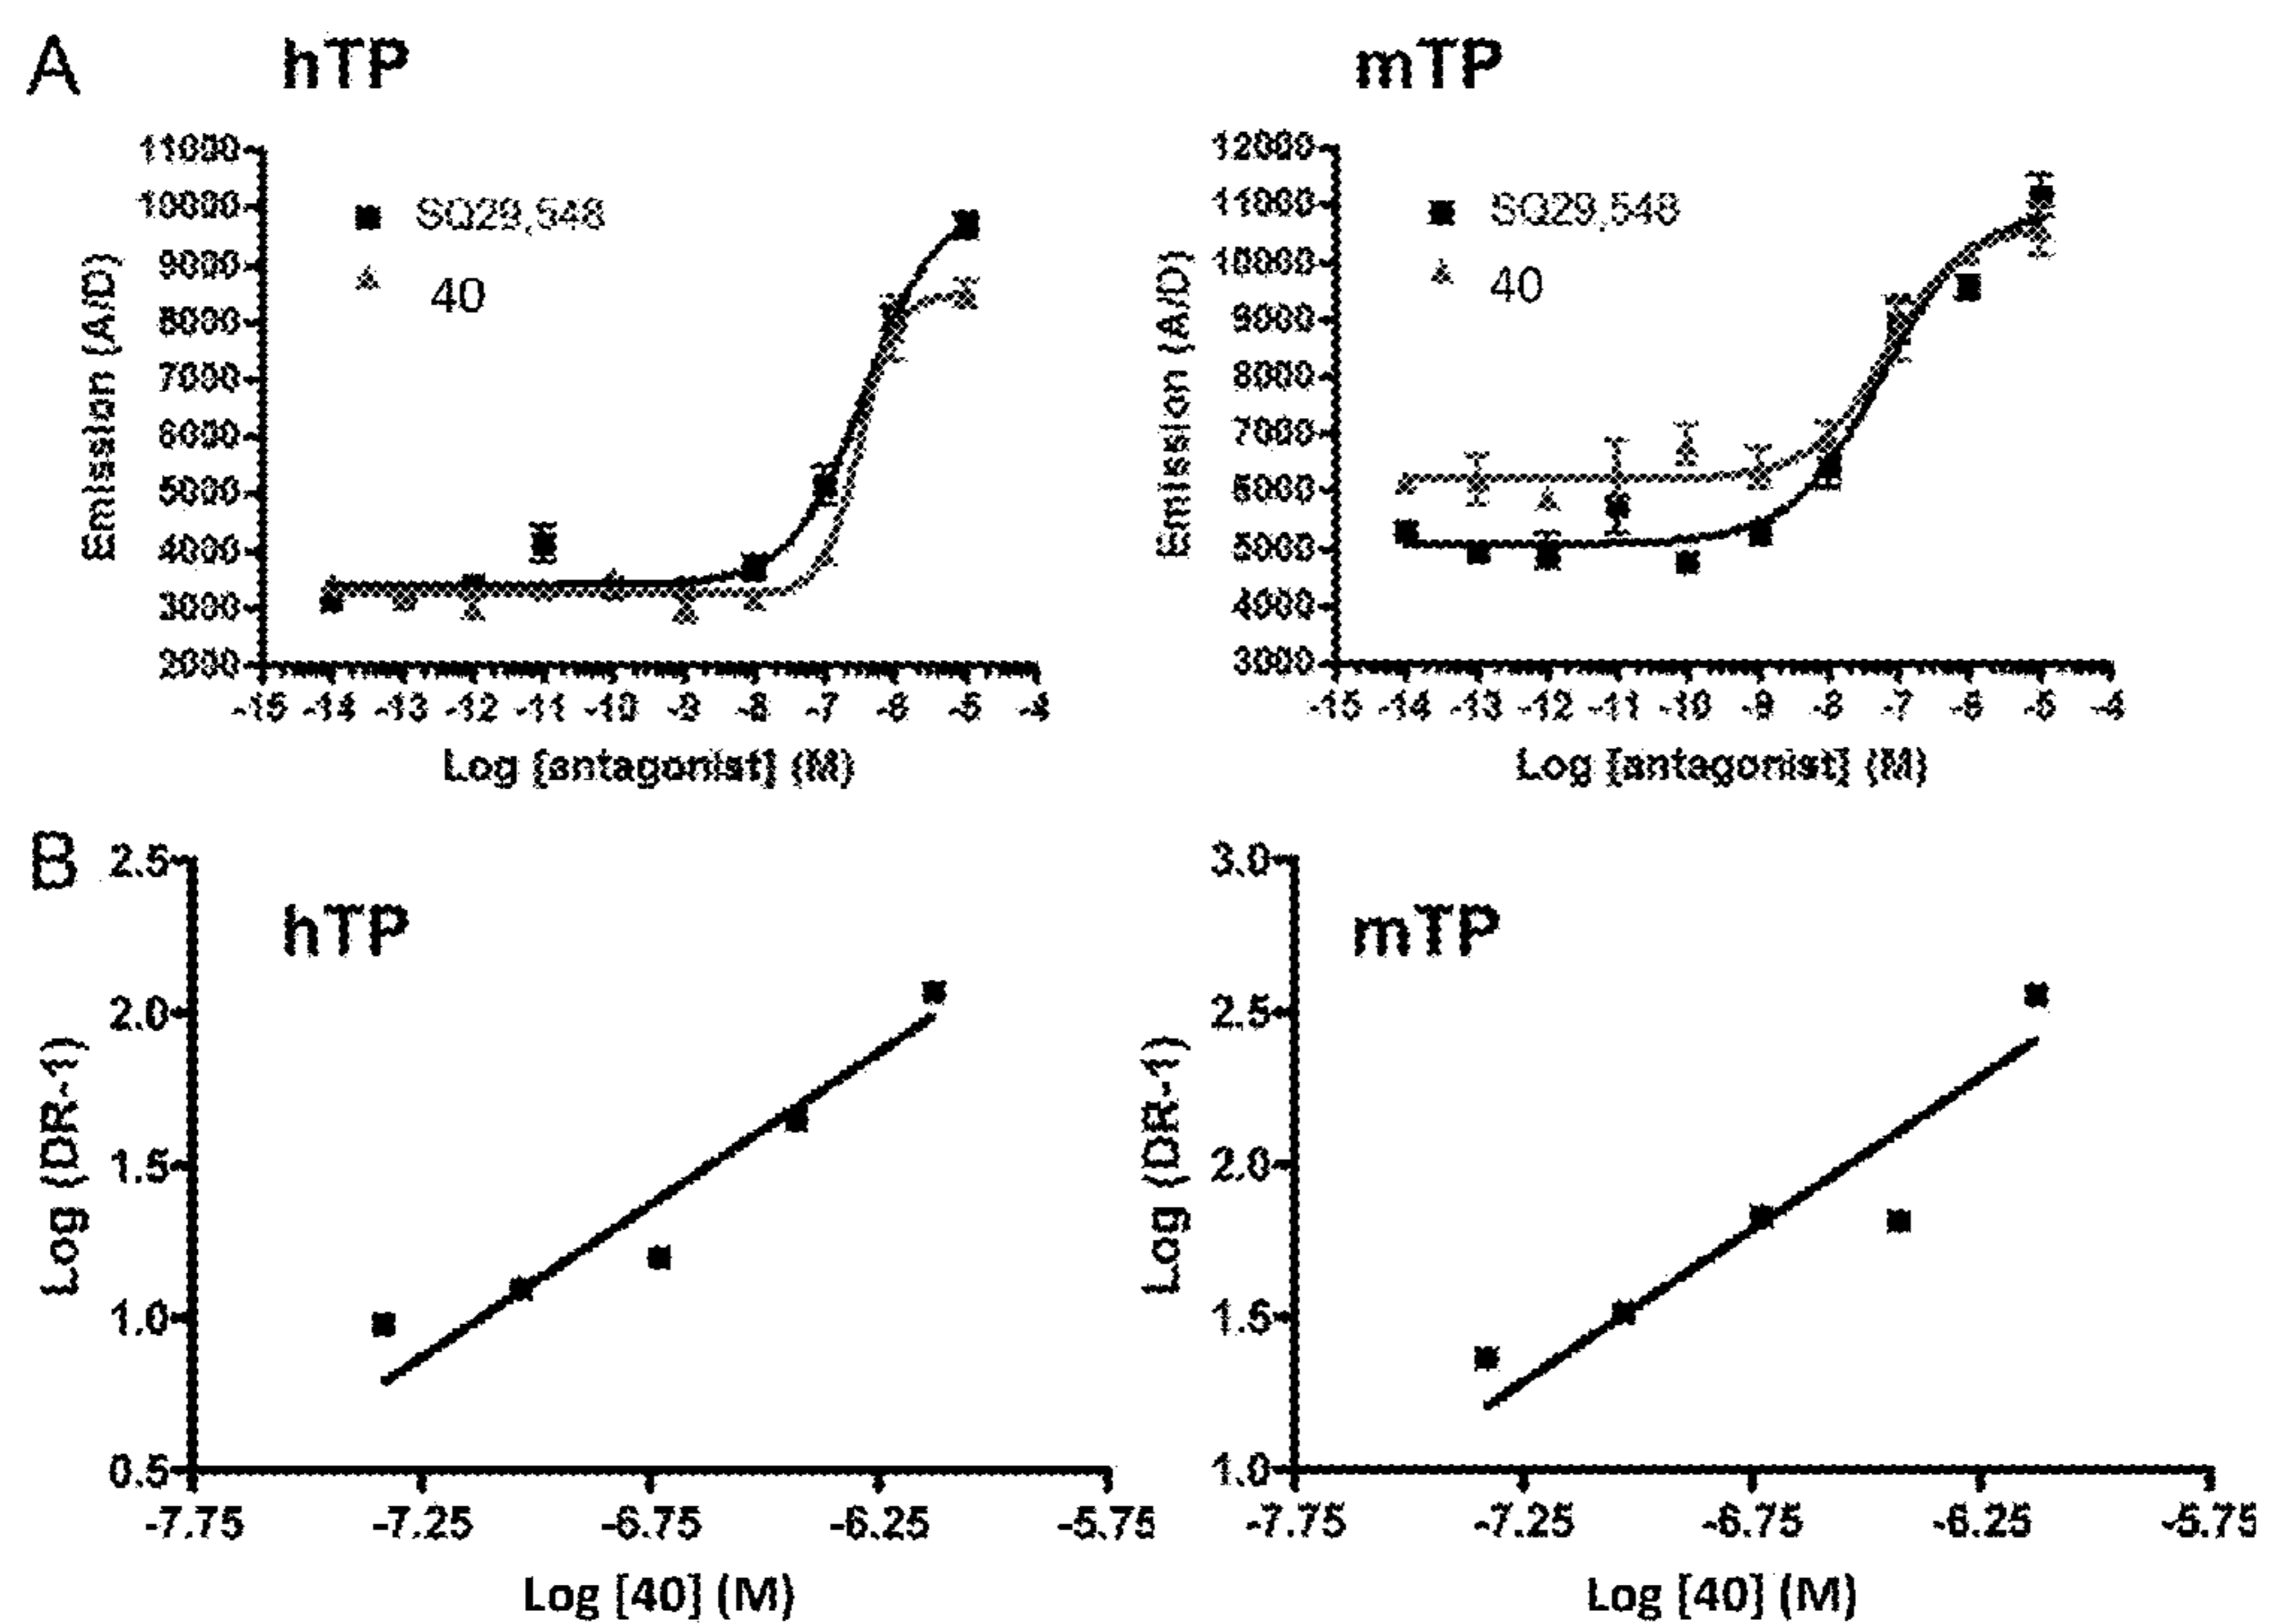 A
hTP
mTP
11000
10000
9000
8000
7000
6000
5000
4000
3000
2000
Emission (A/D)
SQ29,548
40
-15 -14 -13 -12 -11 -10 -9 -8 -7 -6 -5 -4
Log [antagonist] (M)
12000
11000
10000
9000
8000
7000
6000
5000
4000
3000
Emission (A/D)
SQ29,548
40
-15 -14 -13 -12 -11 -10 -9 -8 -7 -6 -5 -4
Log [antagonist] (M)
B
hTP
2.5
2.0
1.5
1.0
0.5
Log (DR-1)
-7.75 -7.25 -6.75 -6.25 -5.75
Log [40] (M)
mTP
3.0
2.5
2.0
1.5
1.0
Log (DR-1)
-7.75 -7.25 -6.75 -6.25 -5.75
Log [40] (M)